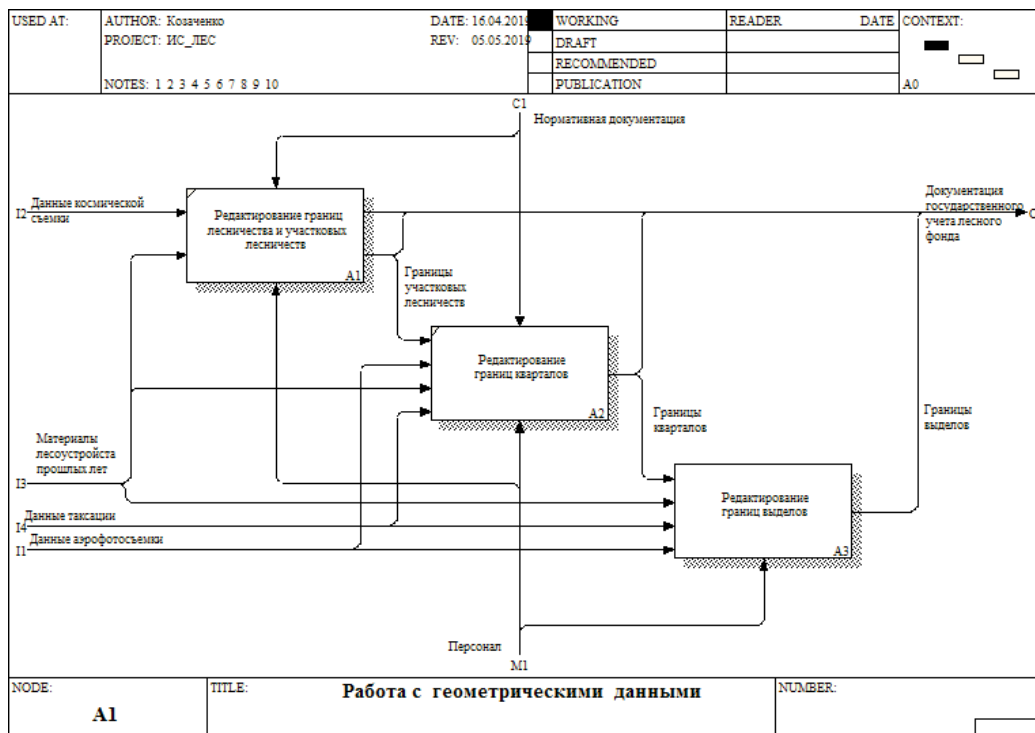 USED AT:
AUTHOR: Козаченко
DATE: 16.04.2019
WORKING
READER
DATE
CONTEXT:
PROJECT: ИС_ЛЕС
REV: 05.05.2019
DRAFT
RECOMMENDED
NOTES: 1 2 3 4 5 6 7 8 9 10
PUBLICATION
A0
C1
Нормативная документация
I2
Данные космической
съемки
Редактирование границ
лесничества и участковых
лесничеств
A1
Документация
государственного
учета лесного
фонда
Границы
участковых
лесничеств
Редактирование
границ кварталов
A2
Границы
кварталов
Границы
выделов
Материалы
лесоустройста
прошлых лет
I3
Редактирование
границ выделов
A3
Данные таксации
I4
Данные аэрофотосъемки
I1
Персонал
M1
NODE:
A1
TITLE:
Работа с геометрическими данными
NUMBER: